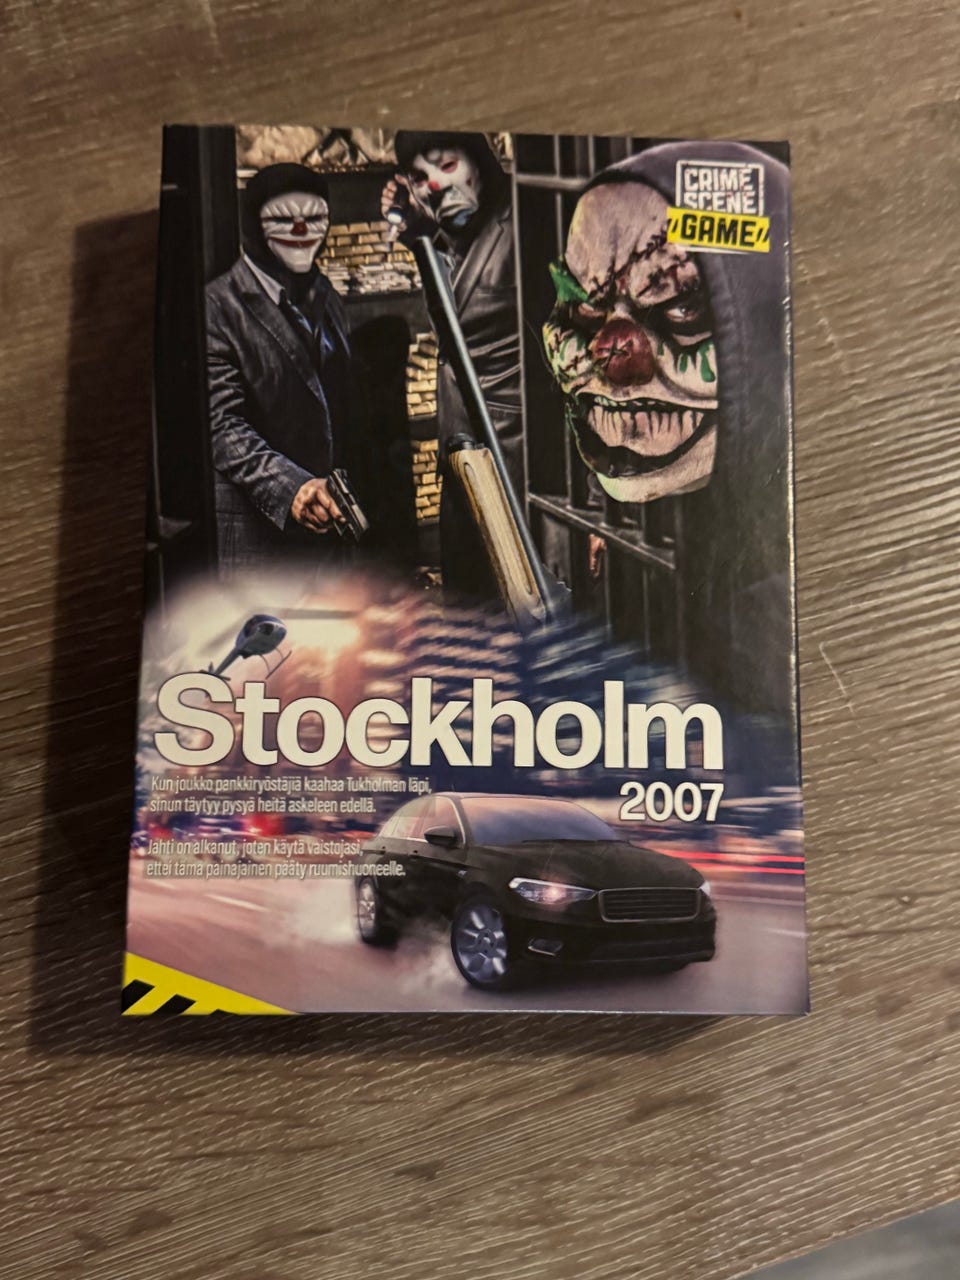 CRIME
SCENE
"GAME"
Stockholm
2007
Kun joukko pankkiryöstäjiä kaahaa Tukholman läpi,
sinun täytyy pysyä heitä askeleen edellä.
Jahti on alkanut, joten käytä vaistojasi,
ettei tämä painajainen pääty ruumishuoneelle.